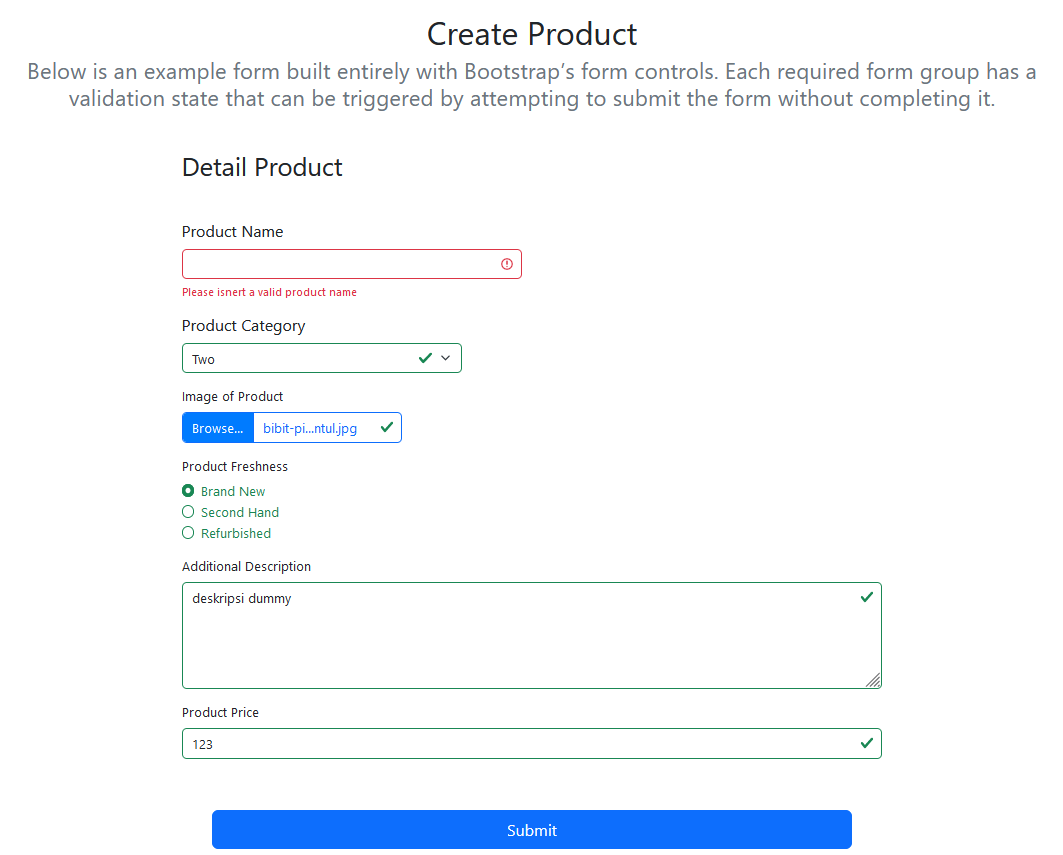 Create Product
Below is an example form built entirely with Bootstrap’s form controls. Each required form group has a
validation state that can be triggered by attempting to submit the form without completing it.
Detail Product
Product Name
Please isnert a valid product name
Product Category
Two
Image of Product
Browse... bibit-pi...ntul.jpg
Product Freshness
Brand New
Second Hand
Refurbished
Additional Description
deskripsi dummy
Product Price
123
Submit